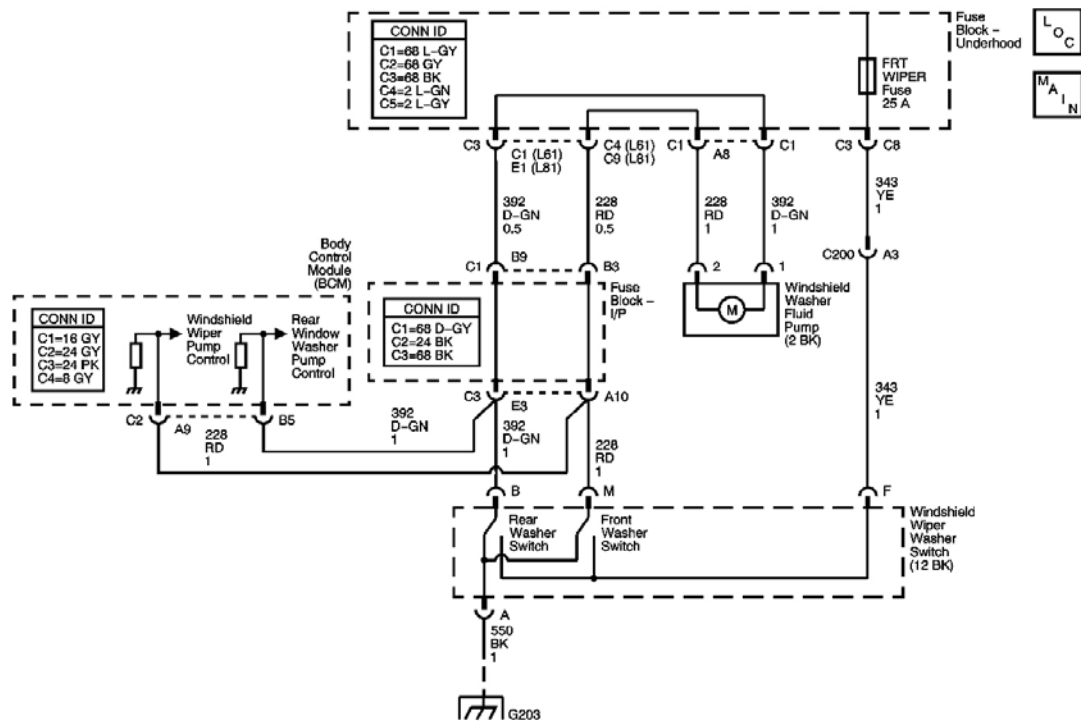 CONN ID
C1=68 L-GY
C2=68 GY
C3=68 BK
C4=2 L-GN
C5=2 L-GY
Fuse
Block –
Underhood
FRT
WIPER
Fuse
25 A
L O C
M A I N
C3
C1 (L61)
E1 (L81)
C4 (L61)
C9 (L81)
C1
A8
C1
C3
C8
392
D-GN
0.5
228
RD
0.5
228
RD
1
392
D-GN
1
343
YE
1
C200
A3
Body
Control
Module
(BCM)
C1
B9
B3
2
1
CONN ID
C1=16 GY
C2=24 GY
C3=24 PK
C4=8 GY
Windshield
Wiper
Pump
Control
Rear
Window
Washer
Pump
Control
CONN ID
C1=68 D-GY
C2=24 BK
C3=68 BK
Fuse
Block –
I/P
M
Windshield
Washer
Fluid
Pump
(2 BK)
C2
A9
B5
C3
E3
A10
228
RD
1
392
D-GN
1
392
D-GN
1
228
RD
1
343
YE
1
B
M
F
Rear
Washer
Switch
Front
Washer
Switch
Windshield
Wiper
Washer
Switch
(12 BK)
A
550
BK
1
G203